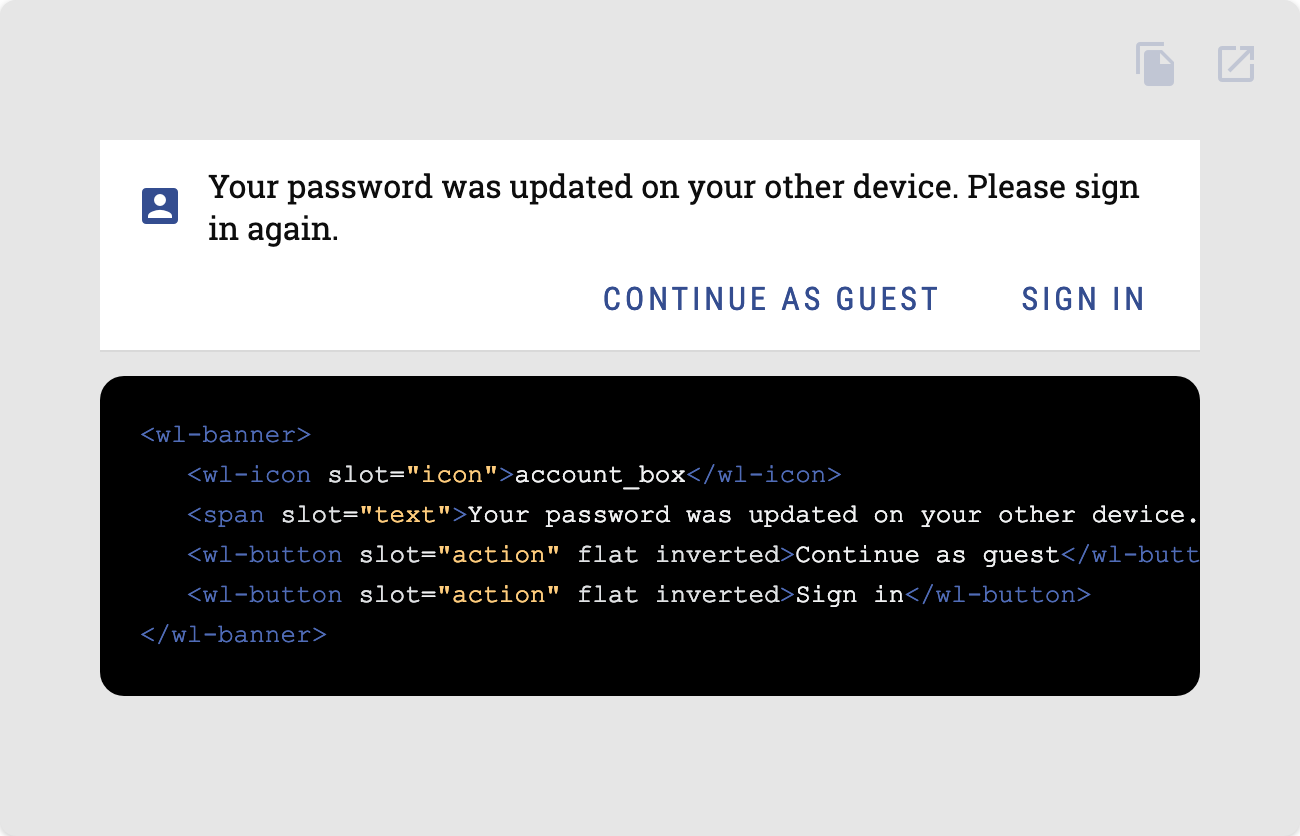 Your password was updated on your other device. Please sign
in again.
CONTINUE AS GUEST SIGN IN
<wl-banner>
   <wl-icon slot="icon">account_box</wl-icon>
   <span slot="text">Your password was updated on your other device.
   <wl-button slot="action" flat inverted>Continue as guest</wl-butt
   <wl-button slot="action" flat inverted>Sign in</wl-button>
</wl-banner>